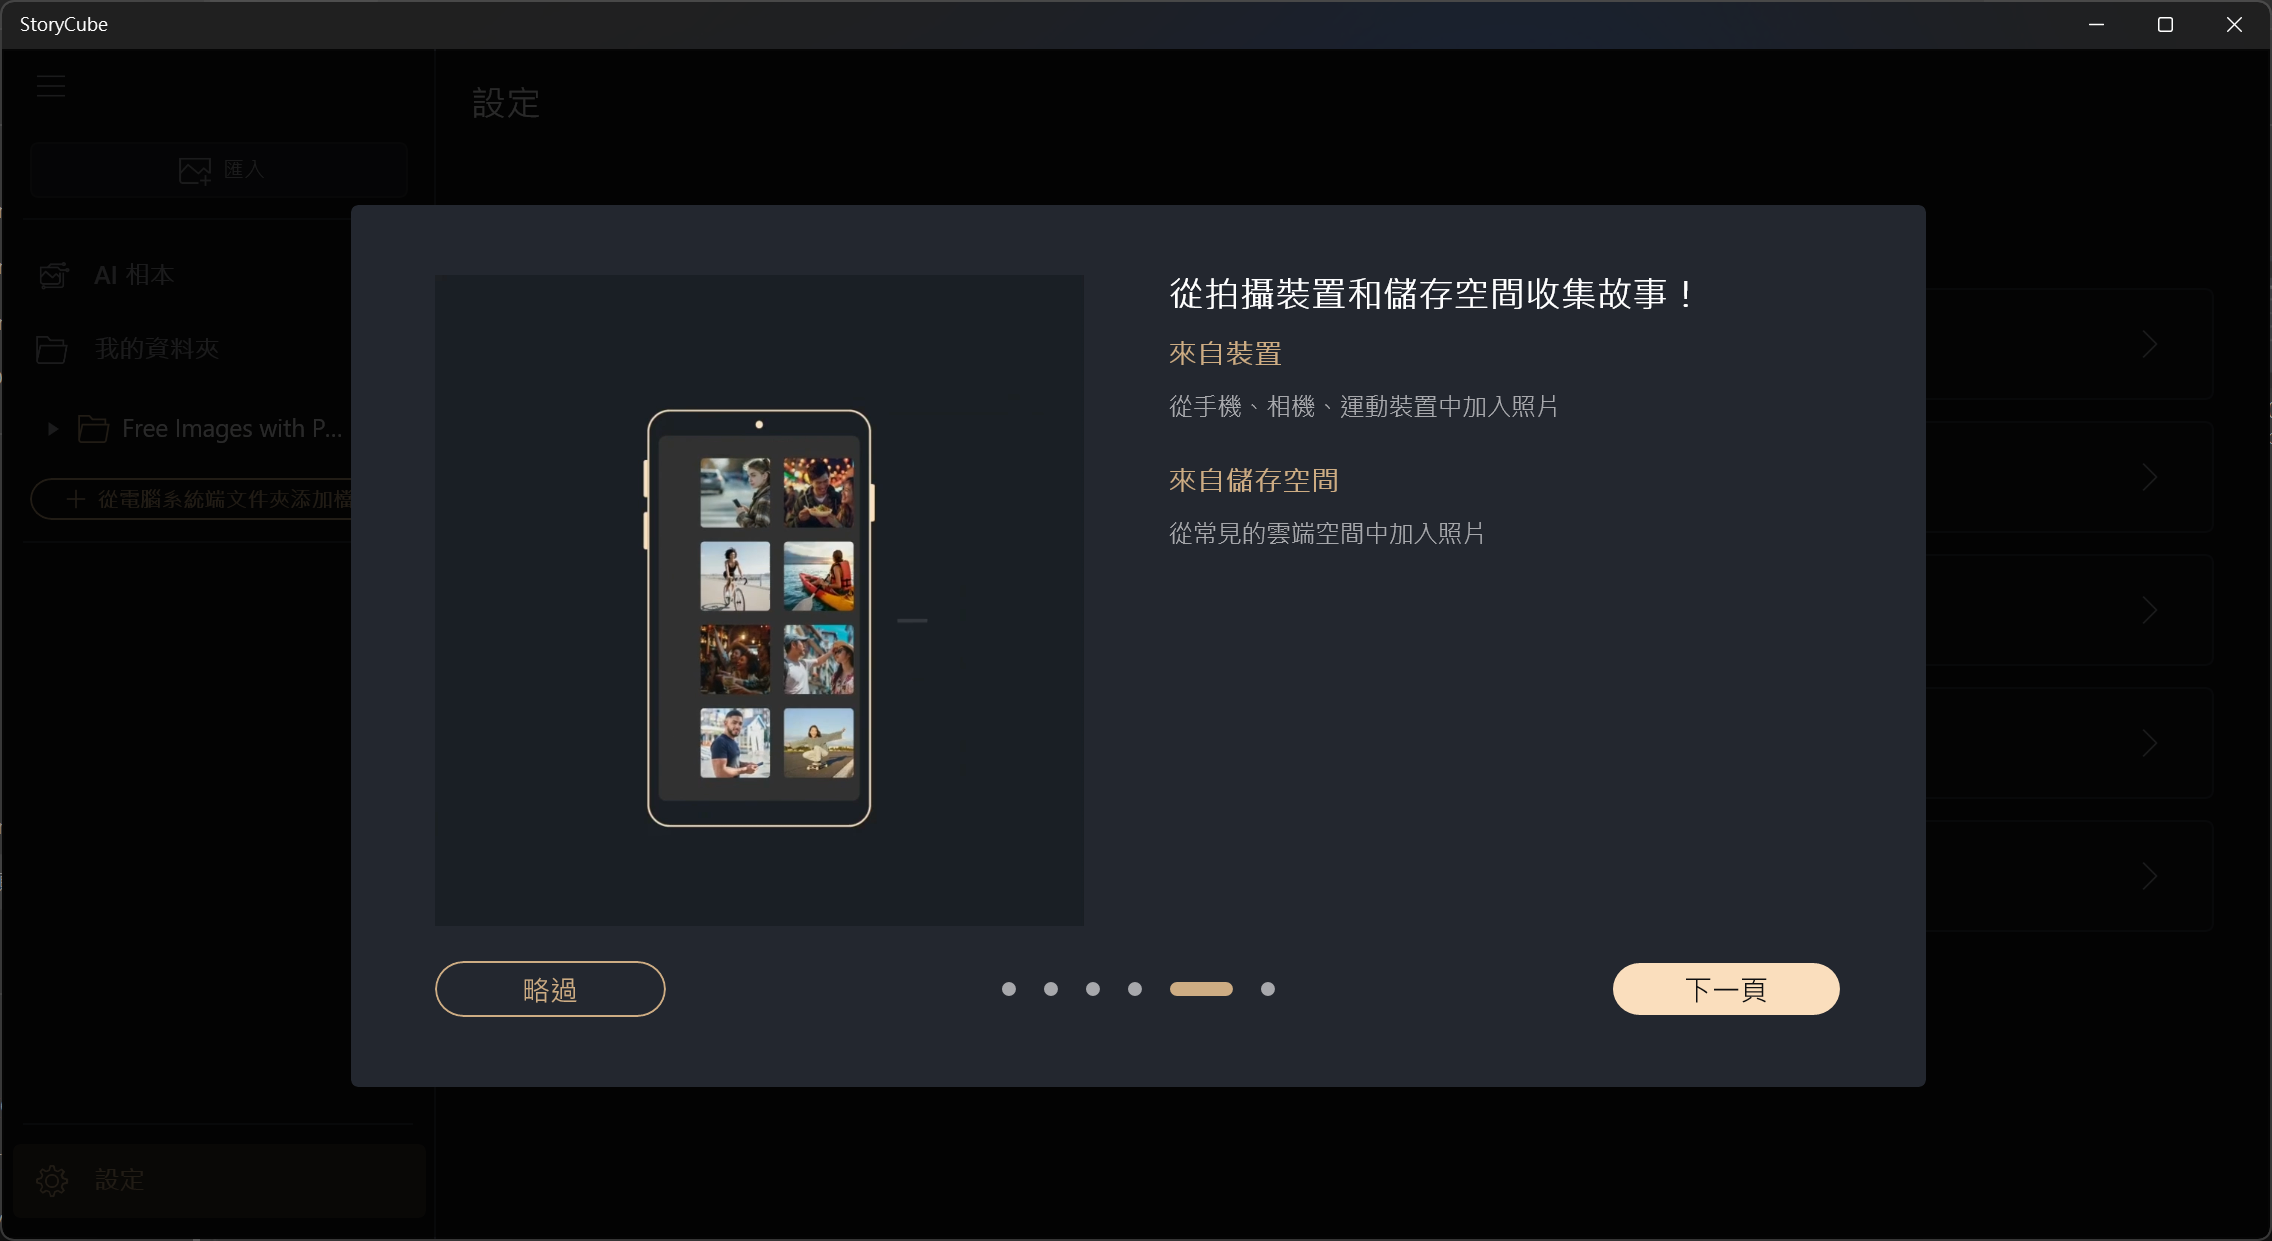 StoryCube
設定
匯入
AI 相本
我的資料夾
Free Images with P...
從電腦系統端文件夾添加檔
設定
從拍攝裝置和儲存空間收集故事！
來自裝置
從手機、相機、運動裝置中加入照片
來自儲存空間
從常見的雲端空間中加入照片
略過
下一頁